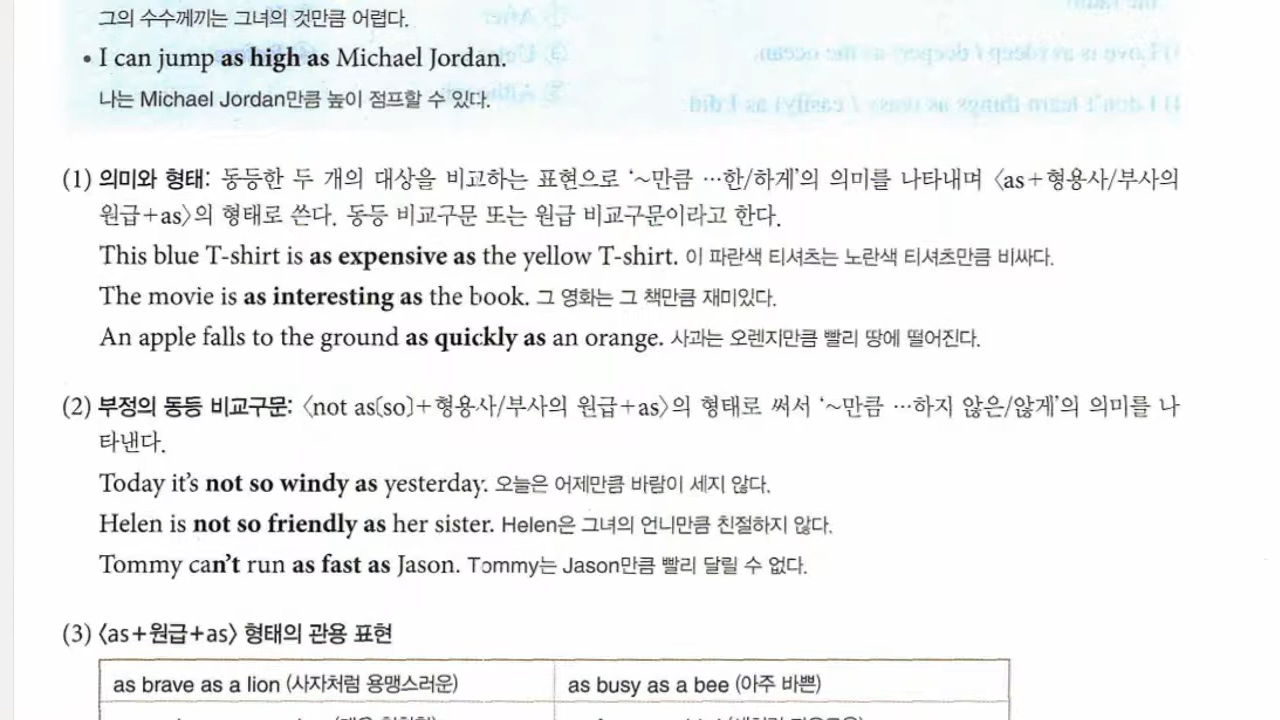 그의 수수께끼는 그녀의 것만큼 어렵다.
• I can jump as high as Michael Jordan.
나는 Michael Jordan만큼 높이 점프할 수 있다.
(1) 의미와 형태: 동등한 두 개의 대상을 비교하는 표현으로 ‘~만큼 …한/하게’의 의미를 나타내며 〈as+형용사/부사의
원급+as〉의 형태로 쓴다. 동등 비교구문 또는 원급 비교구문이라고 한다.
This blue T-shirt is as expensive as the yellow T-shirt. 이 파란색 티셔츠는 노란색 티셔츠만큼 비싸다.
The movie is as interesting as the book. 그 영화는 그 책만큼 재미있다.
An apple falls to the ground as quickly as an orange. 사과는 오렌지만큼 빨리 땅에 떨어진다.
(2) 부정의 동등 비교구문: 〈not as(so)+형용사/부사의 원급+as〉의 형태로 써서 ‘~만큼 …하지 않은/않게’의 의미를 나
타낸다.
Today it’s not so windy as yesterday. 오늘은 어제만큼 바람이 세지 않다.
Helen is not so friendly as her sister. Helen은 그녀의 언니만큼 친절하지 않다.
Tommy can’t run as fast as Jason. Tommy는 Jason만큼 빨리 달릴 수 없다.
(3) 〈as+원급+as〉 형태의 관용 표현
as brave as a lion (사자처럼 용맹스러운) as busy as a bee (아주 바쁜)